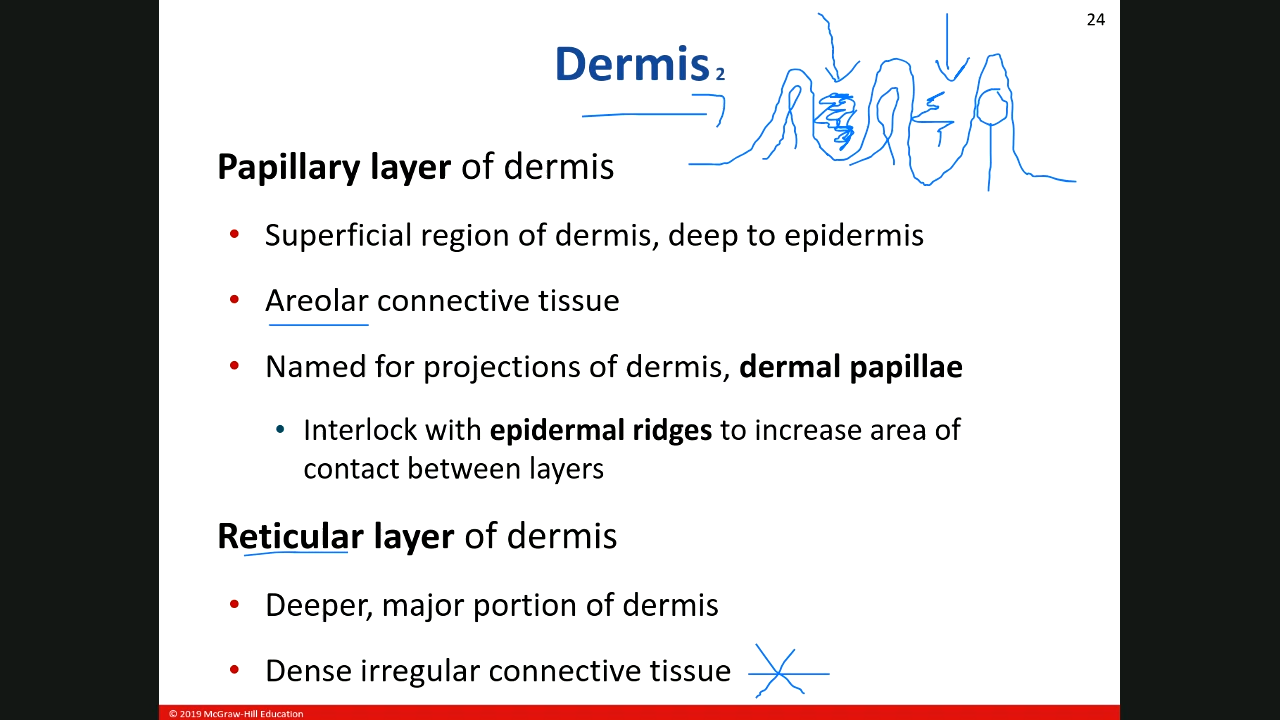 24
Dermis 2
Papillary layer of dermis
• Superficial region of dermis, deep to epidermis
• Areolar connective tissue
• Named for projections of dermis, dermal papillae
• Interlock with epidermal ridges to increase area of
contact between layers
Reticular layer of dermis
• Deeper, major portion of dermis
• Dense irregular connective tissue
© 2019 McGraw-Hill Education